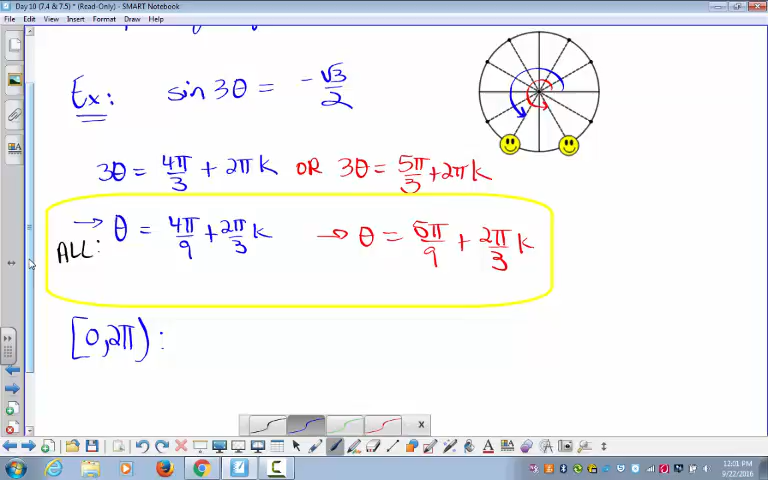 Day 10 (7.4 & 7.5) * [Read-Only] - SMART Notebook
File Edit View Insert Format Draw Help
Ex: sin 3θ = -√3/2
3θ = 4π/3 + 2πk OR 3θ = 5π/3 + 2πk
ALL: → θ = 4π/9 + 2π/3 k → θ = 5π/9 + 2π/3 k
[0,2π):
12:01 PM
9/22/2016